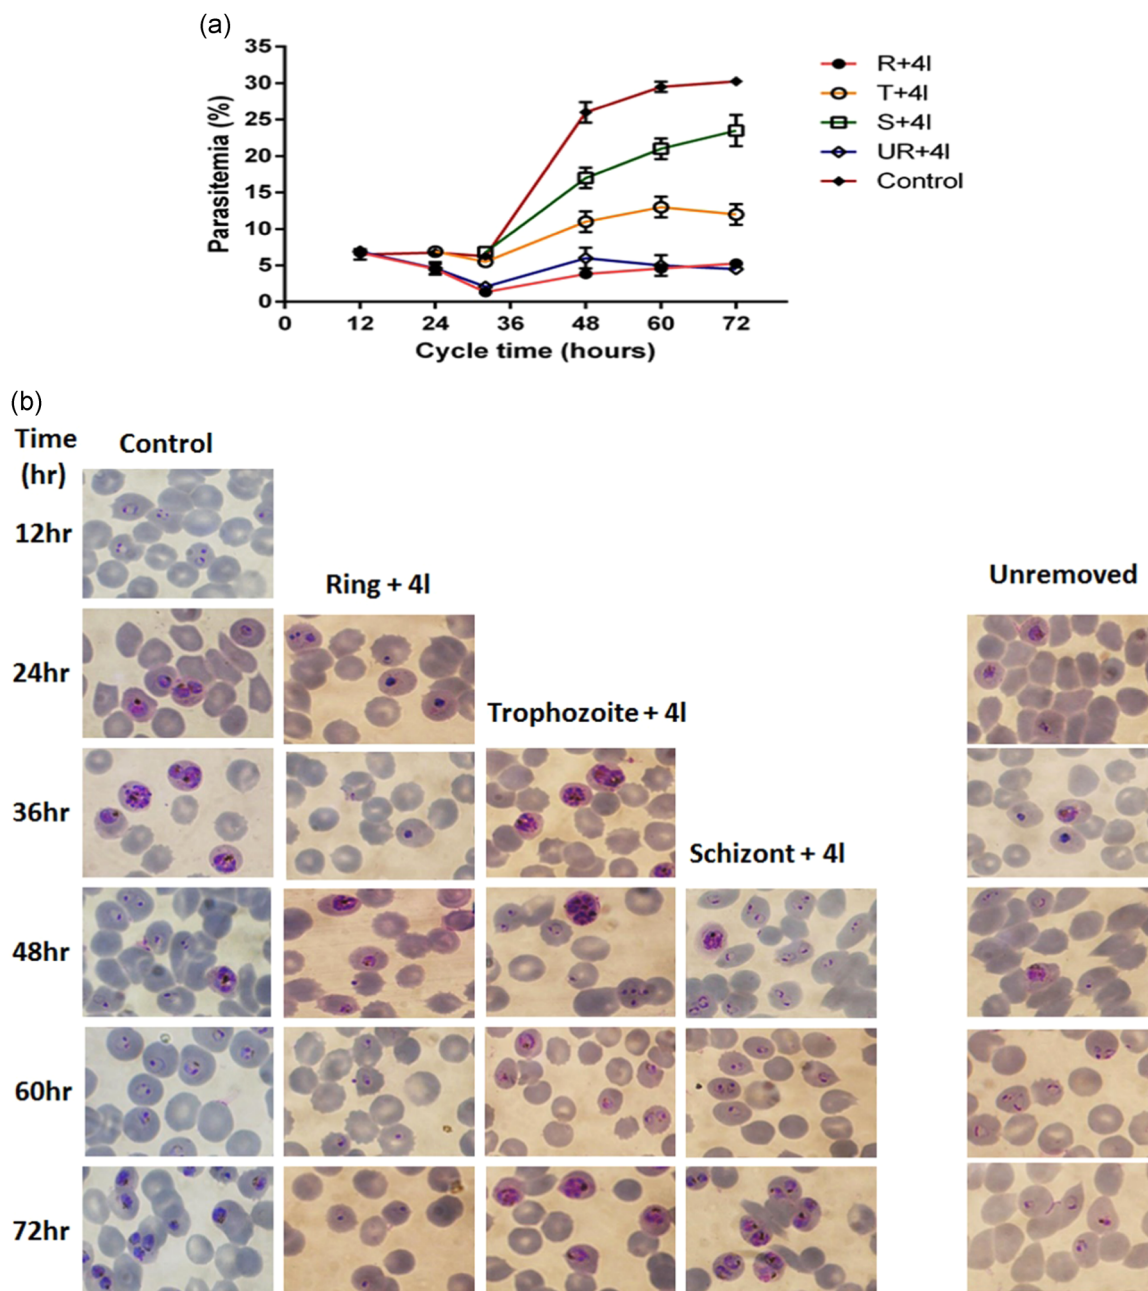 (a)
Parasitemia (%)
35
30
25
20
15
10
5
0
0 12 24 36 48 60 72
Cycle time (hours)
R+4l
T+4l
S+4l
UR+4l
Control
(b)
Time
(hr)
Control
12hr
Ring + 4l
Unremoved
24hr
Trophozoite + 4l
36hr
Schizont + 4l
48hr
60hr
72hr